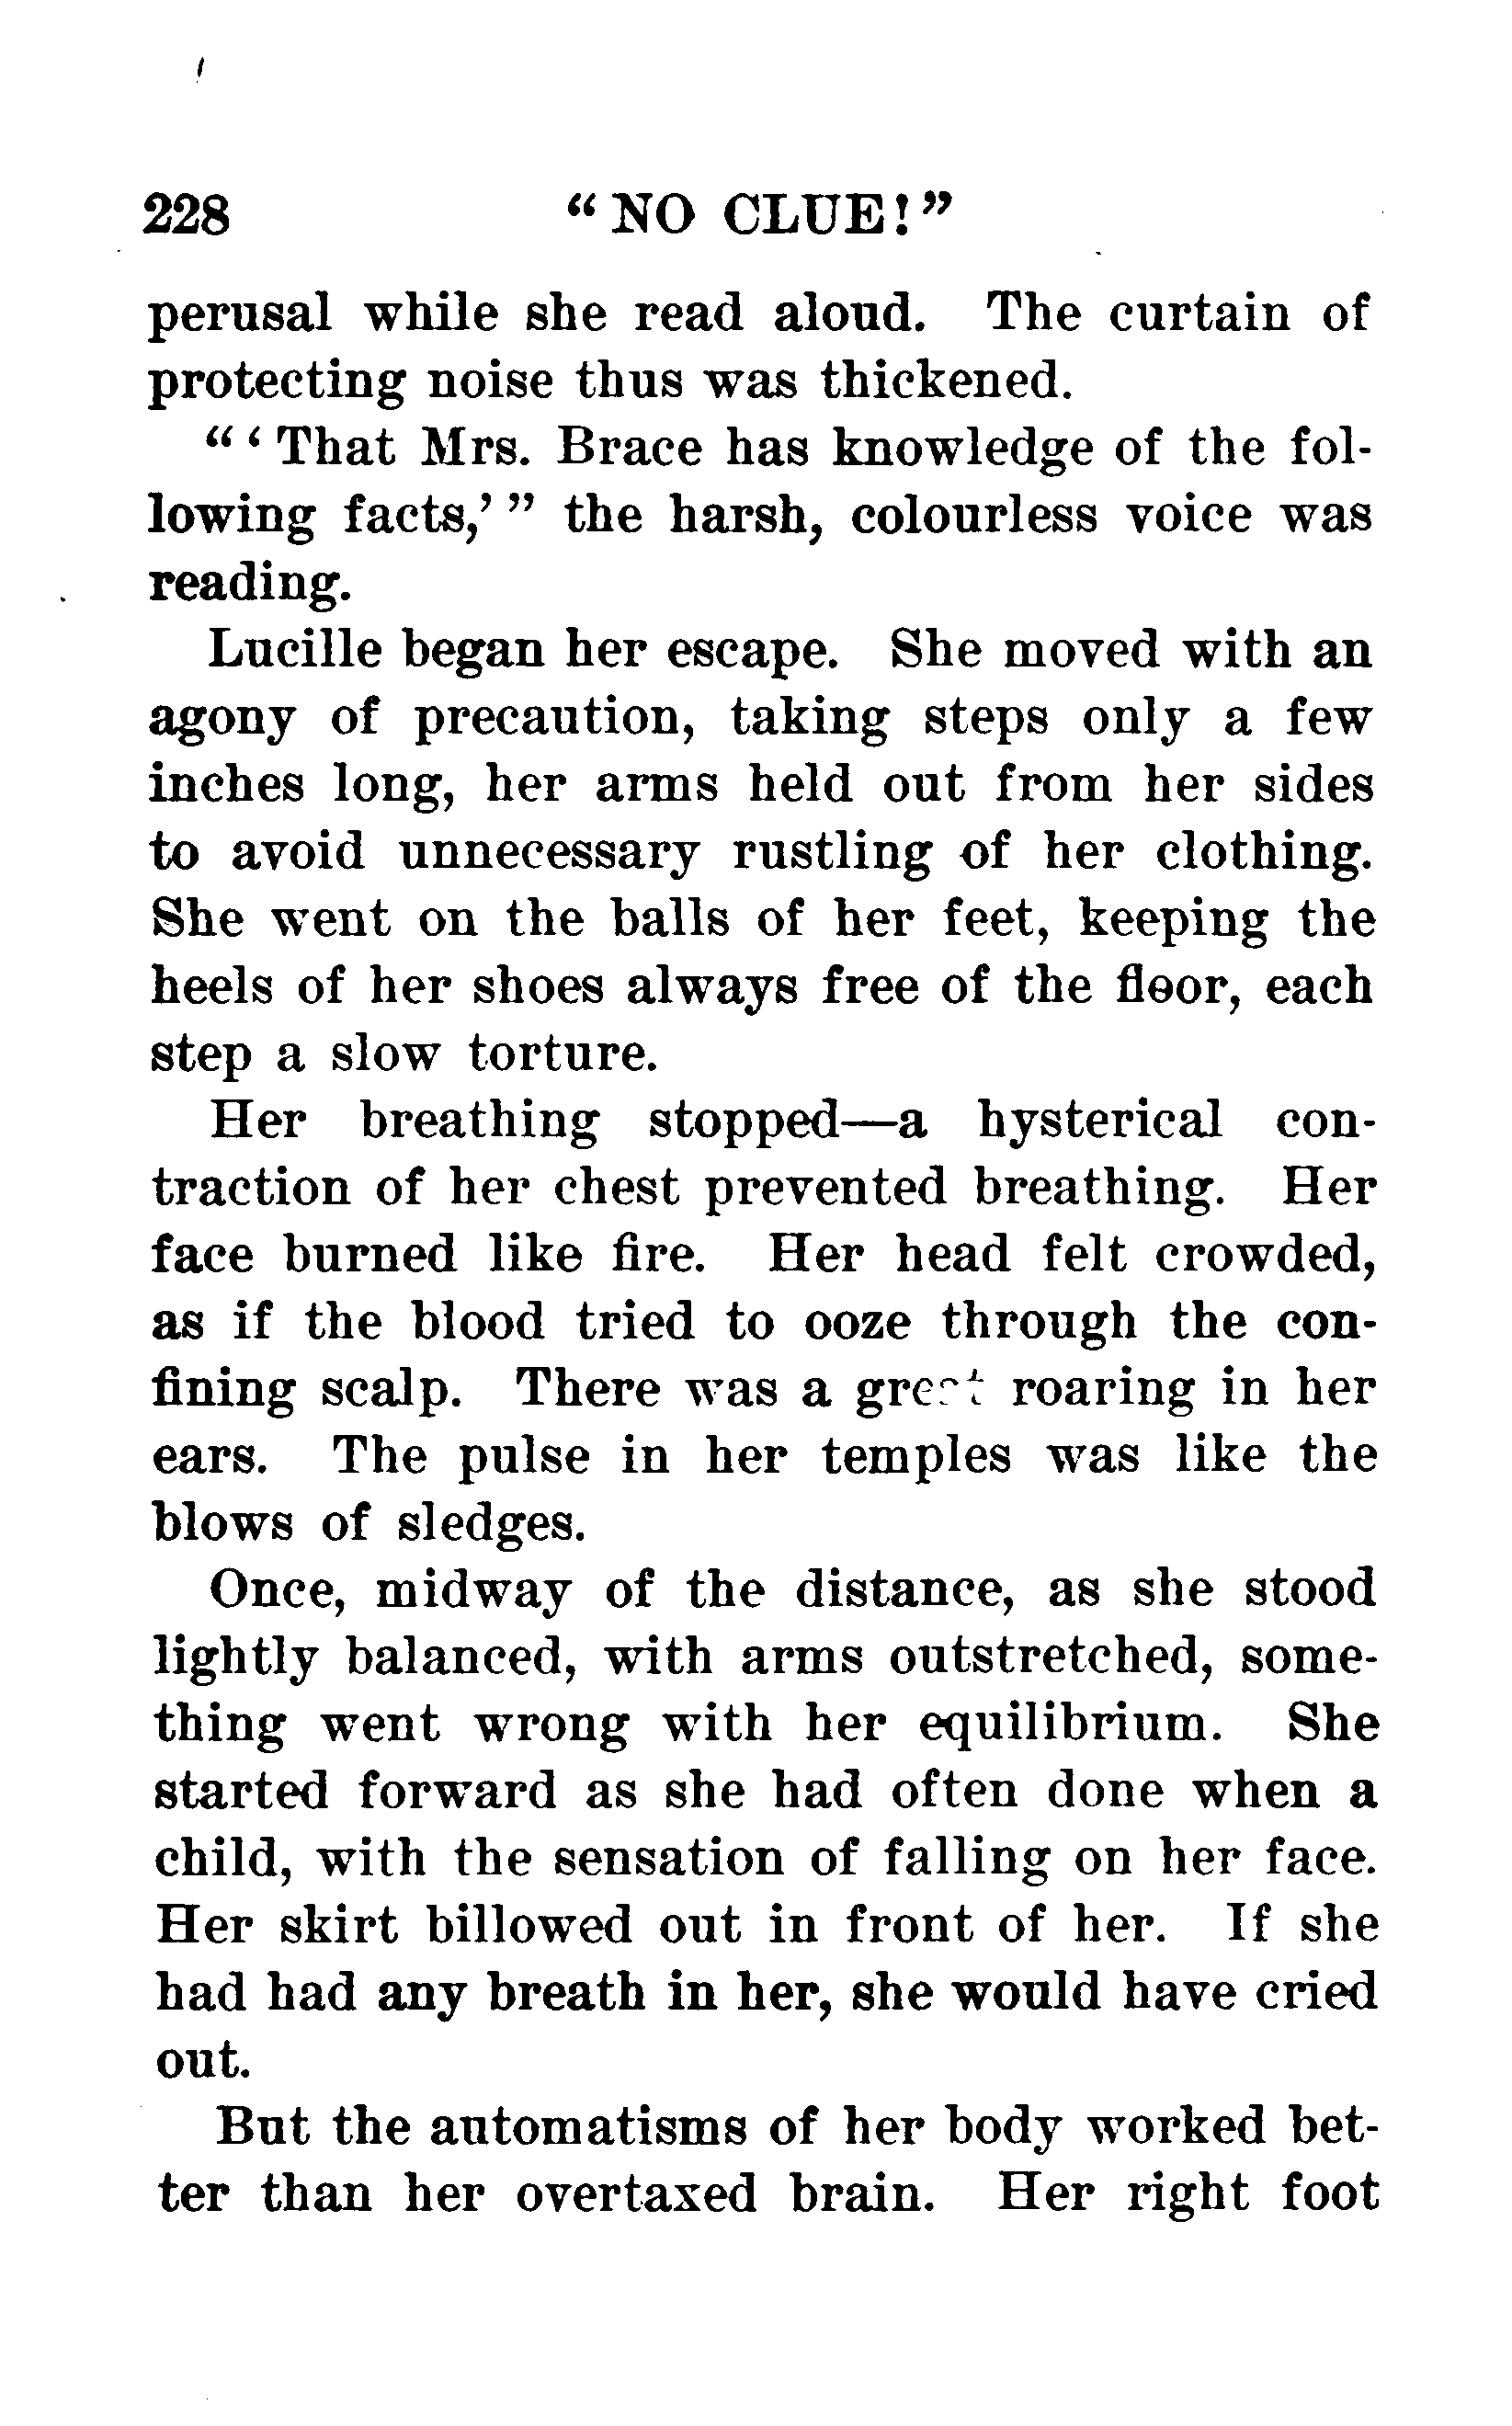 228 “ NO CLUE! ”
perusal while she read aloud. The curtain of
protecting noise thus was thickened.
“ ‘ That Mrs. Brace has knowledge of the fol-
lowing facts,’ ” the harsh, colourless voice was
reading.
Lucille began her escape. She moved with an
agony of precaution, taking steps only a few
inches long, her arms held out from her sides
to avoid unnecessary rustling of her clothing.
She went on the balls of her feet, keeping the
heels of her shoes always free of the floor, each
step a slow torture.
Her breathing stopped—a hysterical con-
traction of her chest prevented breathing. Her
face burned like fire. Her head felt crowded,
as if the blood tried to ooze through the con-
fining scalp. There was a great roaring in her
ears. The pulse in her temples was like the
blows of sledges.
Once, midway of the distance, as she stood
lightly balanced, with arms outstretched, some-
thing went wrong with her equilibrium. She
started forward as she had often done when a
child, with the sensation of falling on her face.
Her skirt billowed out in front of her. If she
had had any breath in her, she would have cried
out.
But the automatisms of her body worked bet-
ter than her overtaxed brain. Her right foot